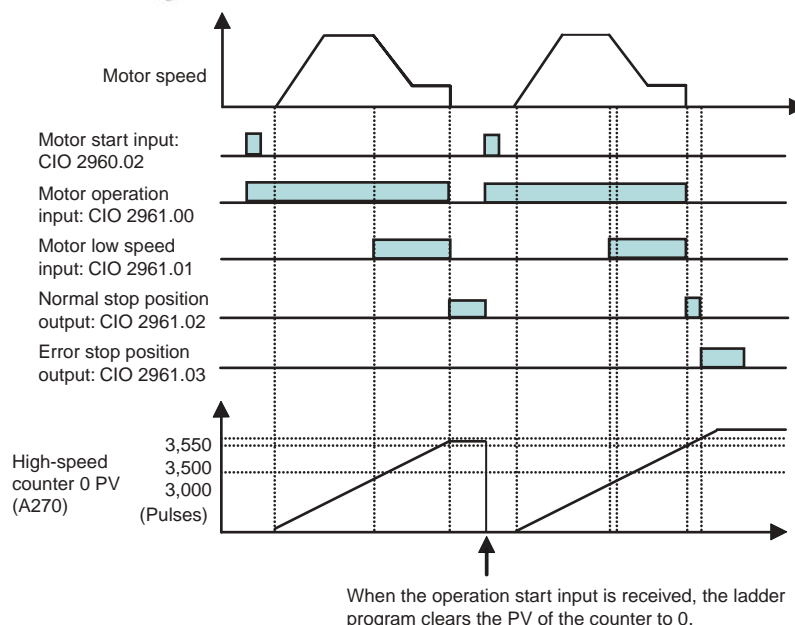 Motor speed
Motor start input:
CIO 2960.02
Motor operation
input: CIO 2961.00
Motor low speed
input: CIO 2961.01
Normal stop position
output: CIO 2961.02
Error stop position
output: CIO 2961.03
High-speed
counter 0 PV
(A270)
3,550
3,500
3,000
(Pulses)
When the operation start input is received, the ladder
program clears the PV of the counter to 0.